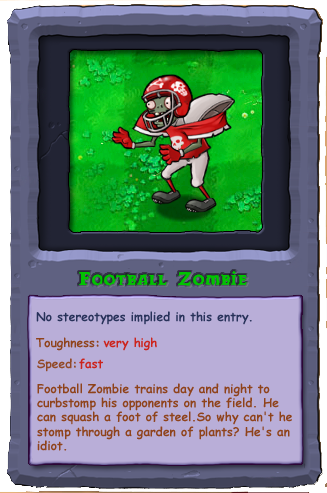 Football Zombie
No stereotypes implied in this entry.
Toughness: very high
Speed: fast
Football Zombie trains day and night to
curbstomp his opponents on the field. He
can squash a foot of steel.So why can't he
stomp through a garden of plants? He's an
idiot.